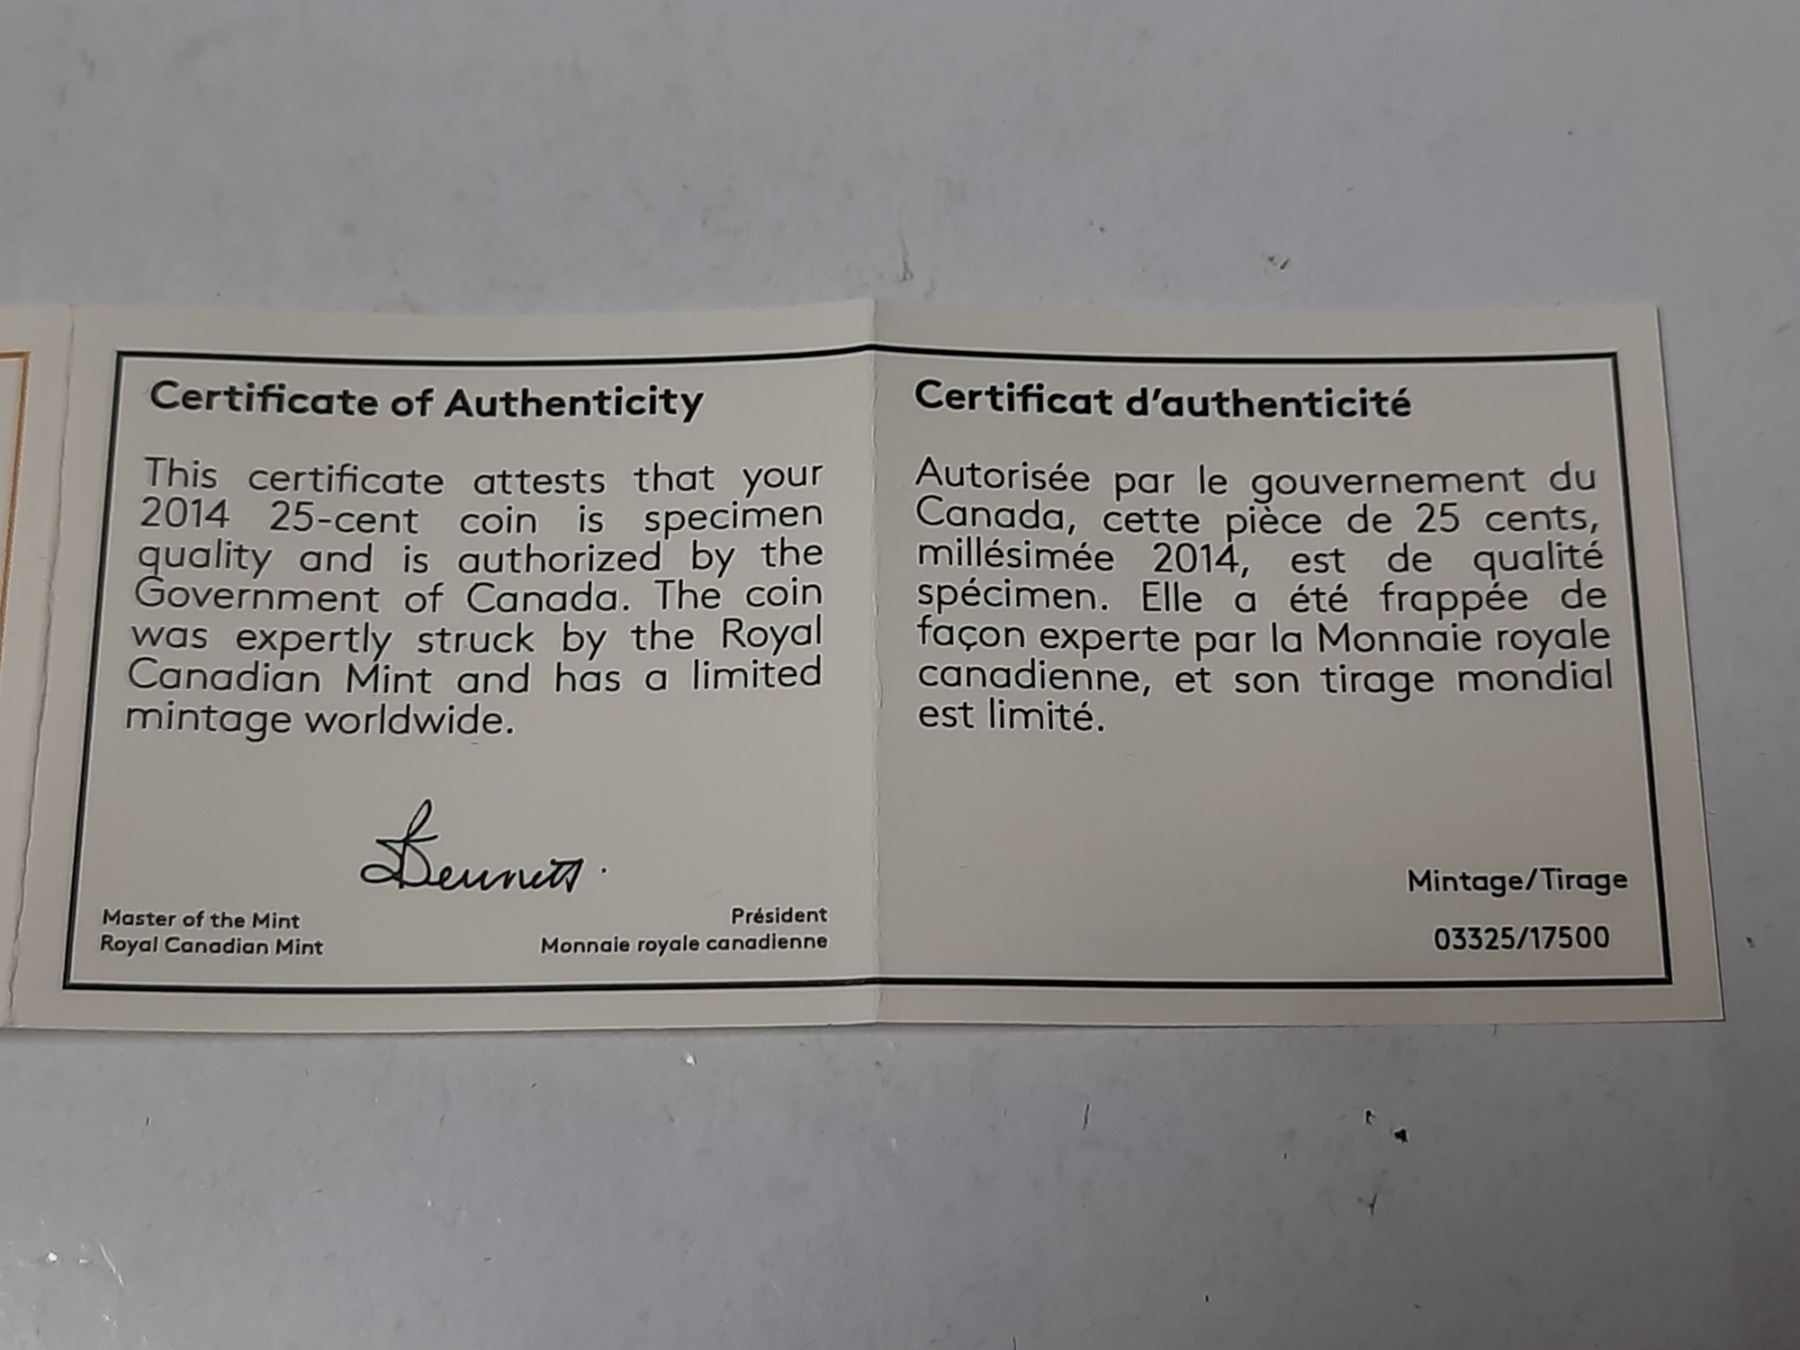 Certificate of Authenticity
This certificate attests that your
2014 25-cent coin is specimen
quality and is authorized by the
Government of Canada. The coin
was expertly struck by the Royal
Canadian Mint and has a limited
mintage worldwide.
Bennett
Master of the Mint
Royal Canadian Mint
Président
Monnaie royale canadienne
Certificat d'authenticité
Autorisée par le gouvernement du
Canada, cette pièce de 25 cents,
millésimée 2014, est de qualité
spécimen. Elle a été frappée de
façon experte par la Monnaie royale
canadienne, et son tirage mondial
est limité.
Mintage/Tirage
03325/17500